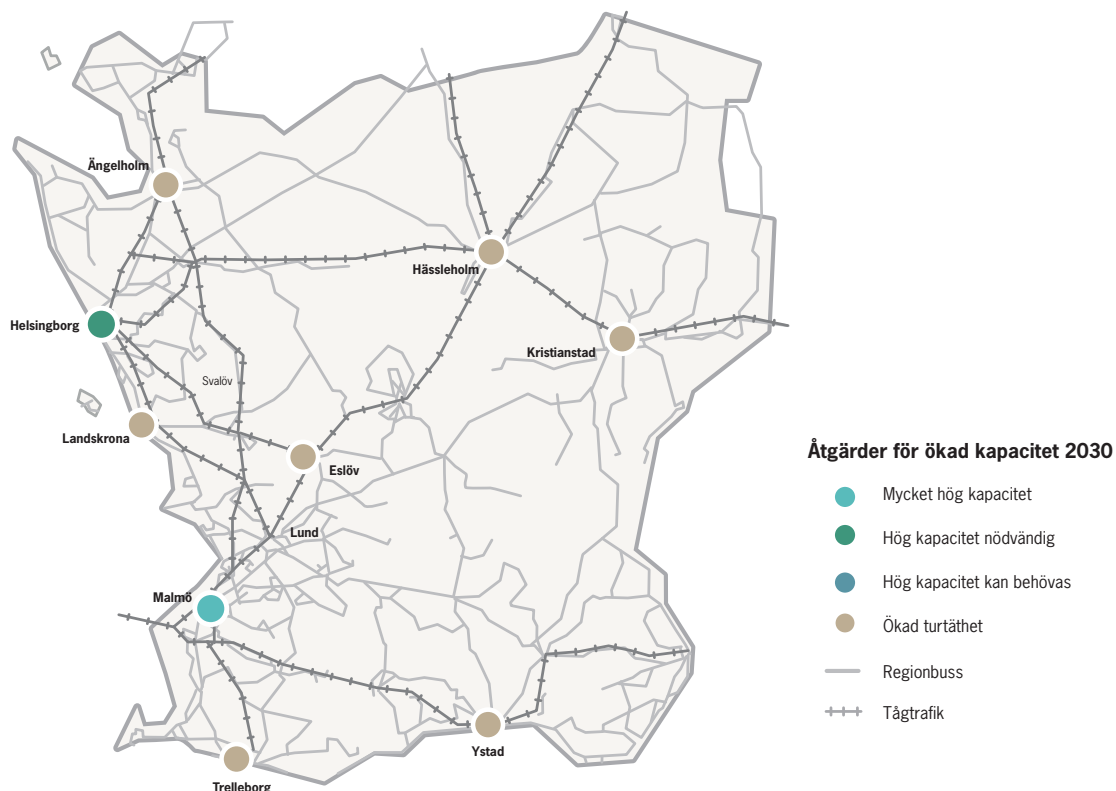 Ängelholm
Hässleholm
Helsingborg
Kristianstad
Svalöv
Landskrona
Eslöv
Lund
Malmö
Ystad
Trelleborg
Åtgärder för ökad kapacitet 2030
Mycket hög kapacitet
Hög kapacitet nödvändig
Hög kapacitet kan behövas
Ökad turtäthet
Regionbuss
Tågtrafik